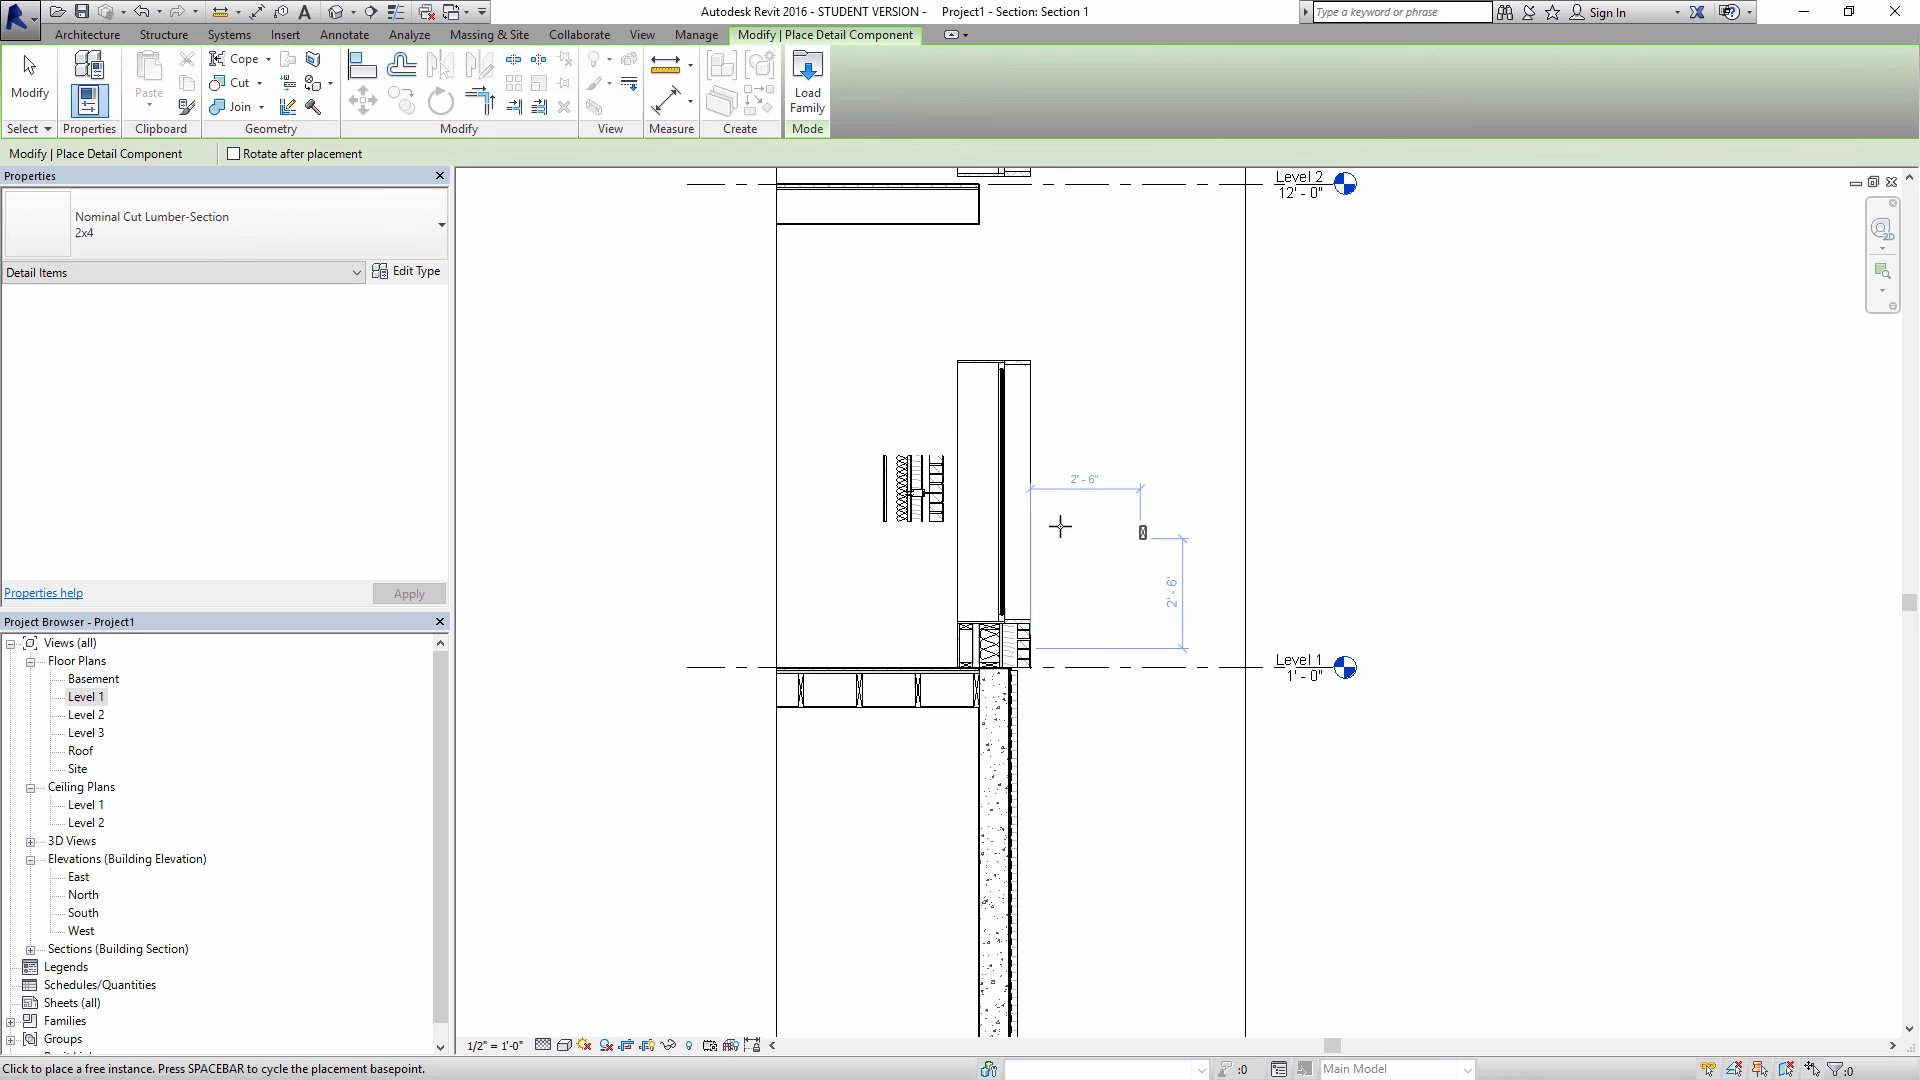 Autodesk Revit 2016 - STUDENT VERSION - Project1 - Section: Section 1
Type a keyword or phrase
Sign In
Architecture Structure Systems Insert Annotate Analyze Massing & Site Collaborate View Manage Modify | Place Detail Component
Modify
Paste
Cope
Cut
Join
Load
Family
Select Properties Clipboard Geometry Modify View Measure Create Mode
Modify | Place Detail Component Rotate after placement
Properties
Nominal Cut Lumber-Section
2x4
Detail Items
Edit Type
Properties help
Apply
Project Browser - Project1
Views (all)
Floor Plans
Basement
Level 1
Level 2
Level 3
Roof
Site
Ceiling Plans
Level 1
Level 2
3D Views
Elevations (Building Elevation)
East
North
South
West
Sections (Building Section)
Legends
Schedules/Quantities
Sheets (all)
Families
Groups
Level 2
12' - 0"
2D
2' - 6"
2' - 6"
Level 1
1' - 0"
1/2" = 1'-0"
Click to place a free instance. Press SPACEBAR to cycle the placement basepoint.
:0
Main Model
:0